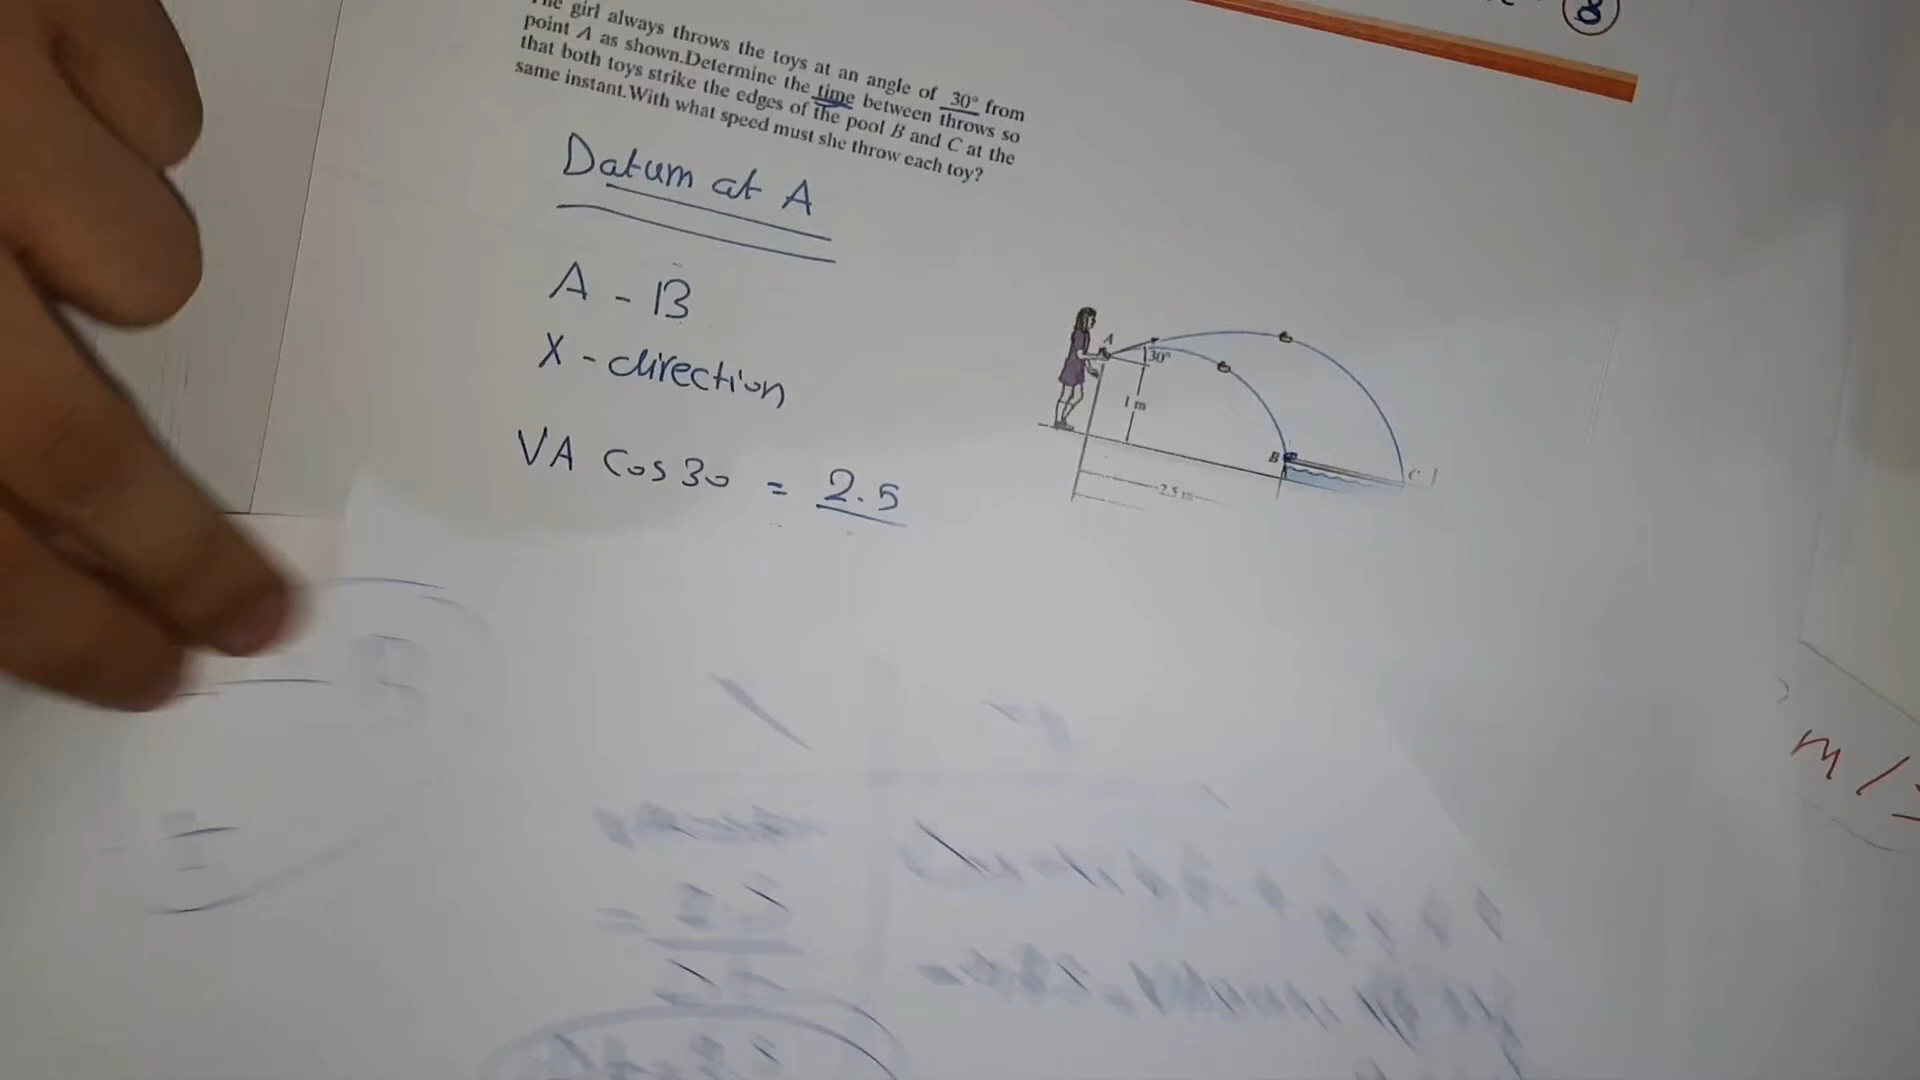 The girl always throws the toys at an angle of 30° from
point A as shown.Determine the time between throws so
that both toys strike the edges of the pool B and C at the
same instant.With what speed must she throw each toy?
8
Datum at A
A - B
X - direction
VA Cos 30 = 2.5
A
30°
1 m
B
C
2.5 m
m/